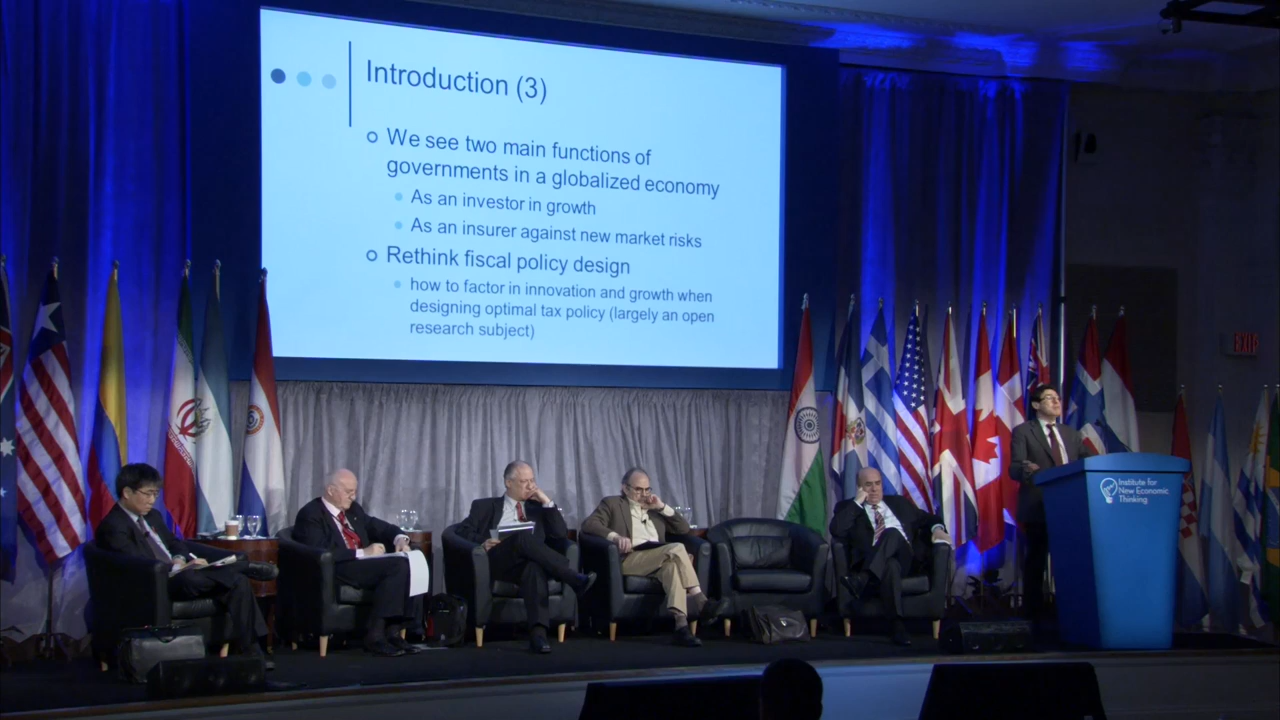 Introduction (3)
We see two main functions of
governments in a globalized economy
As an investor in growth
As an insurer against new market risks
Rethink fiscal policy design
how to factor in innovation and growth when
designing optimal tax policy (largely an open
research subject)
EXIT
Institute for
New Economic
Thinking